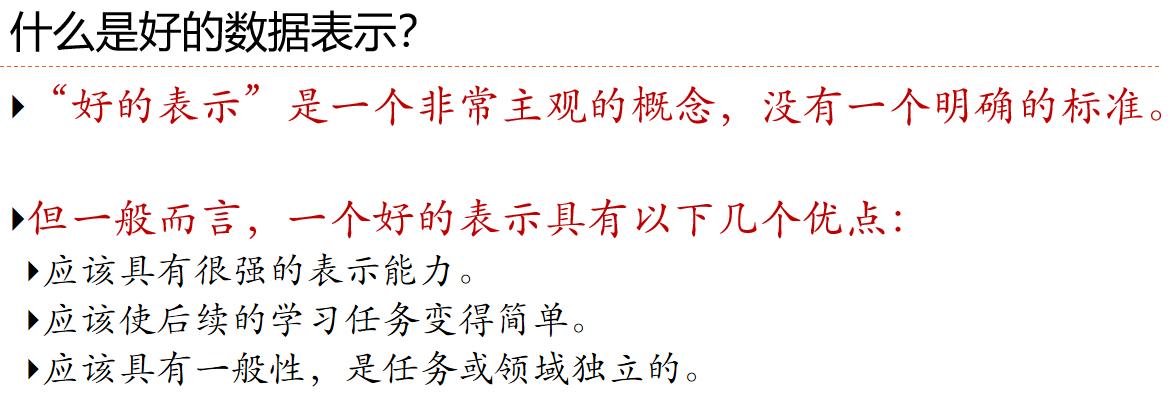 什么是好的数据表示？
“好的表示”是一个非常主观的概念，没有一个明确的标准。
但一般而言，一个好的表示具有以下几个优点：
应该具有很强的表示能力。
应该使后续的学习任务变得简单。
应该具有一般性，是任务或领域独立的。